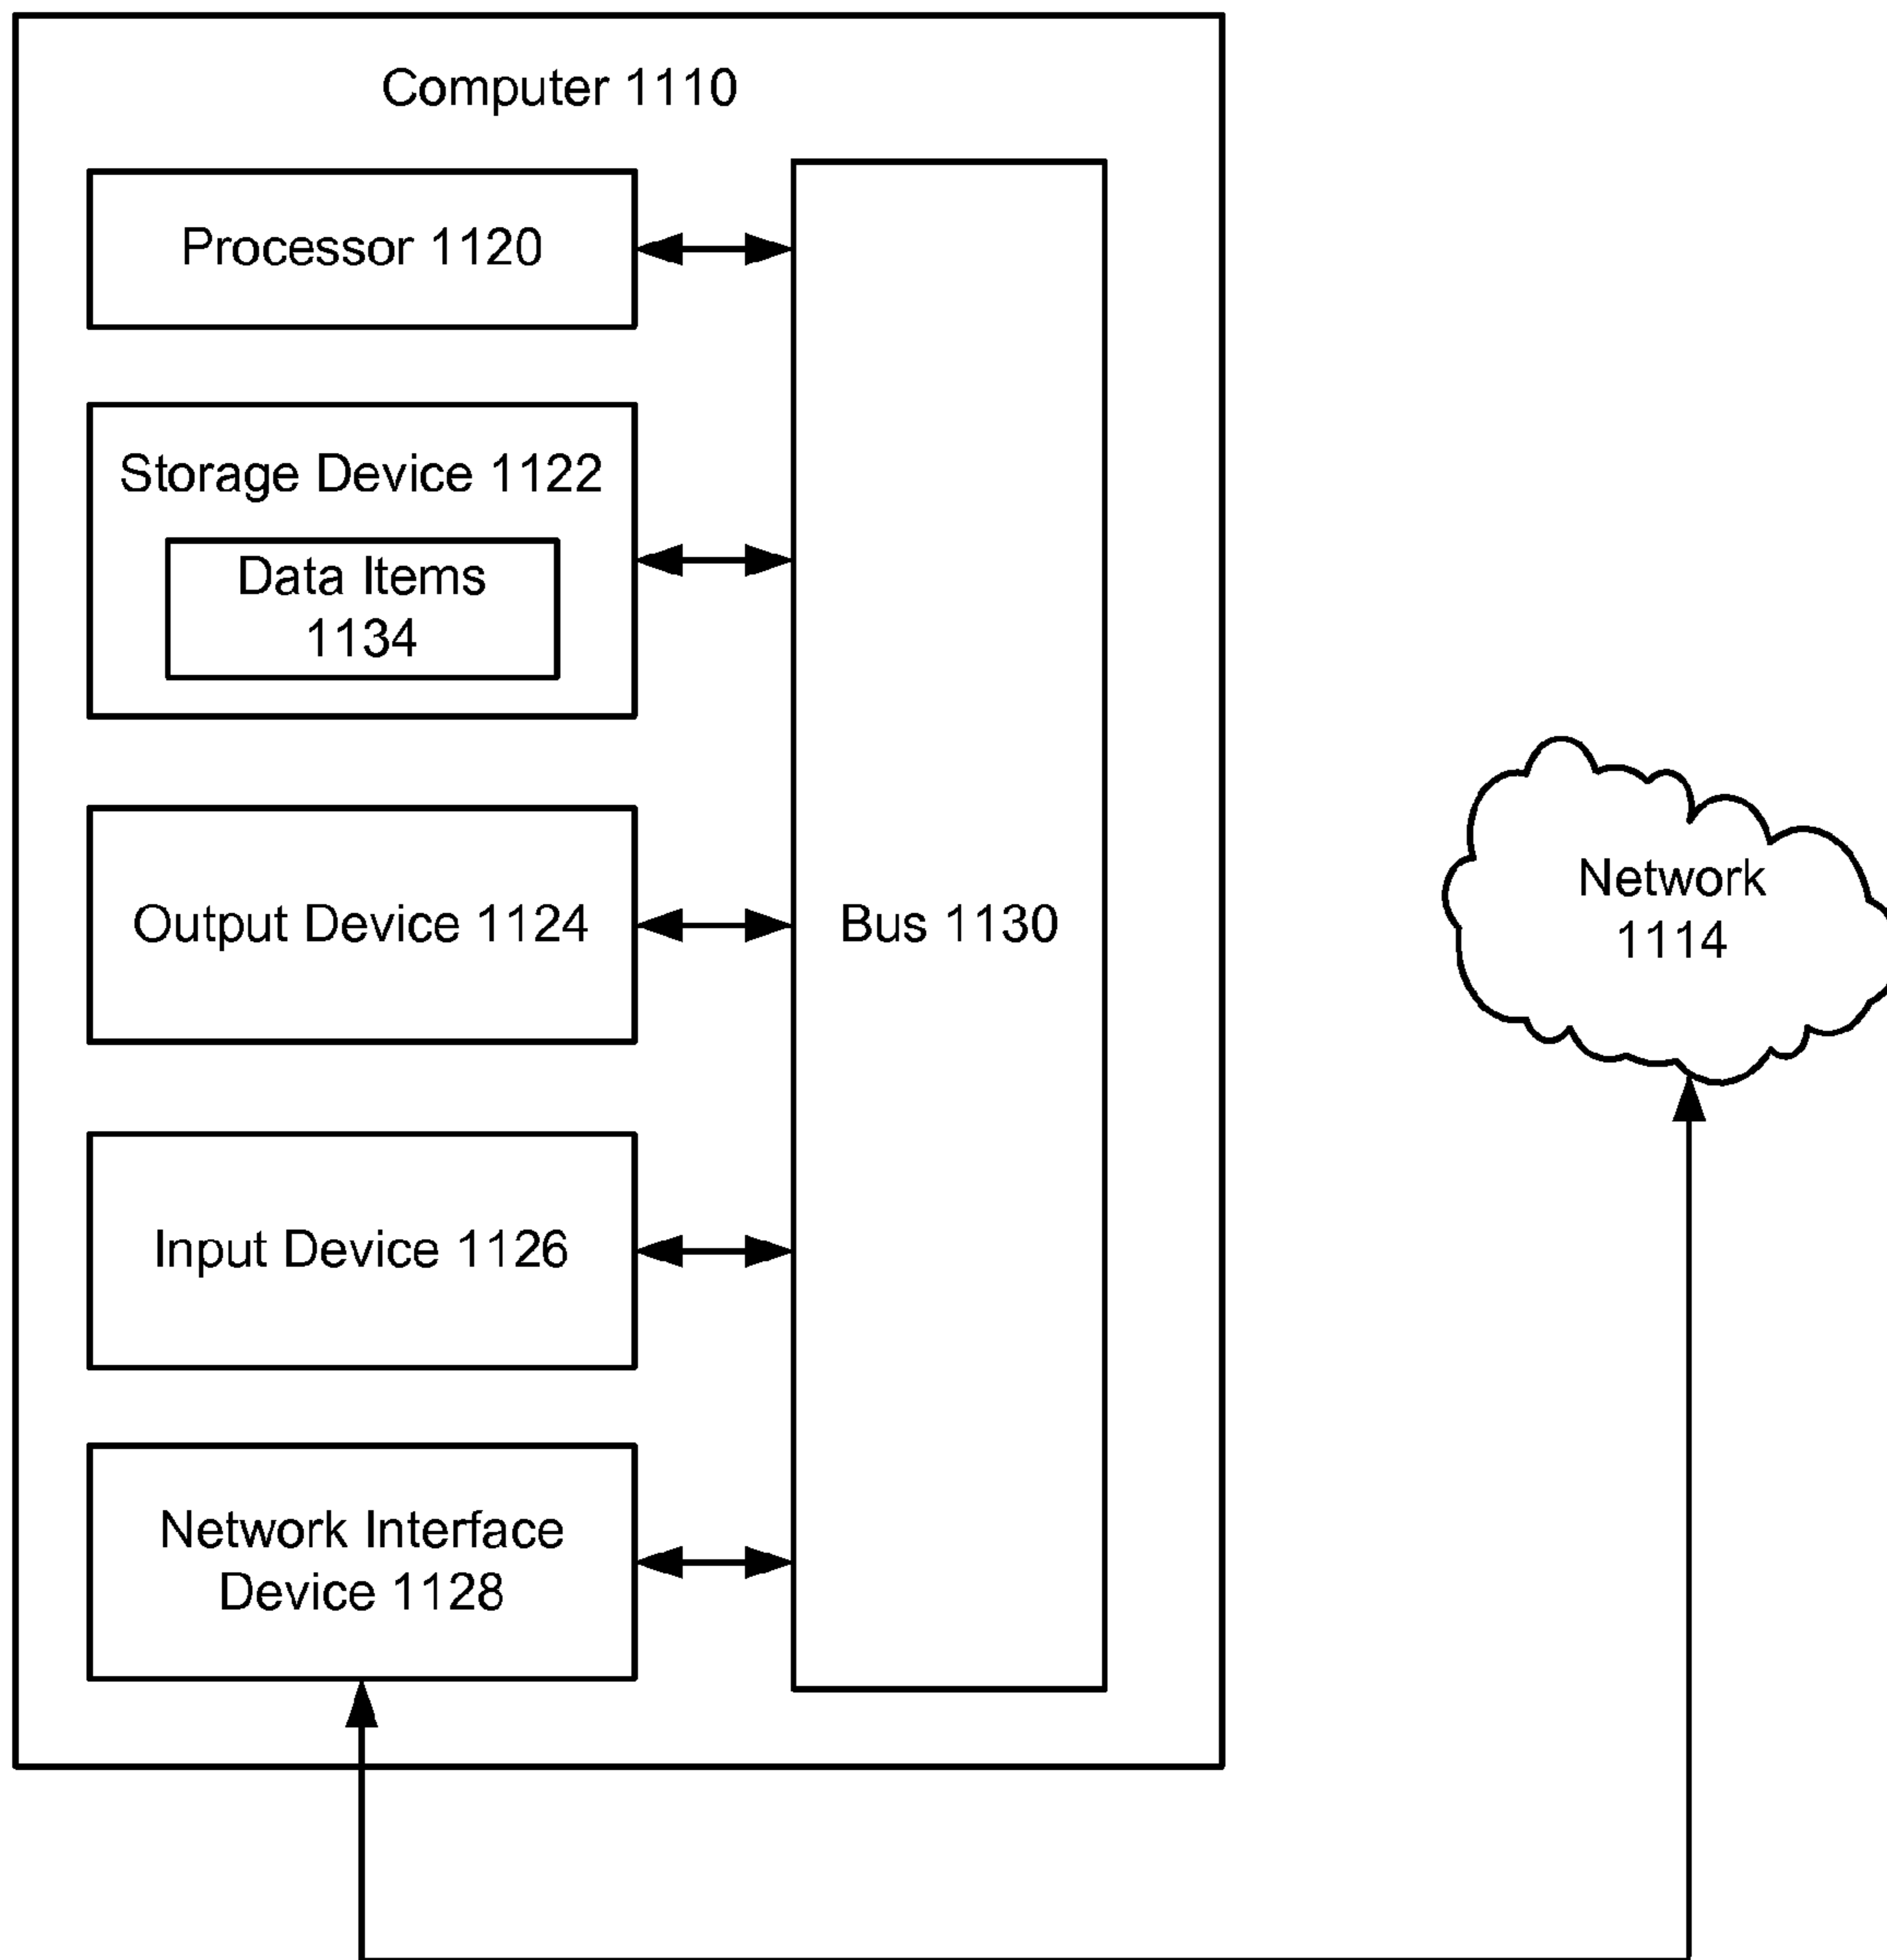 Computer 1110
Processor 1120
Storage Device 1122
Data Items
1134
Output Device 1124
Input Device 1126
Network Interface
Device 1128
Bus 1130
Network
1114